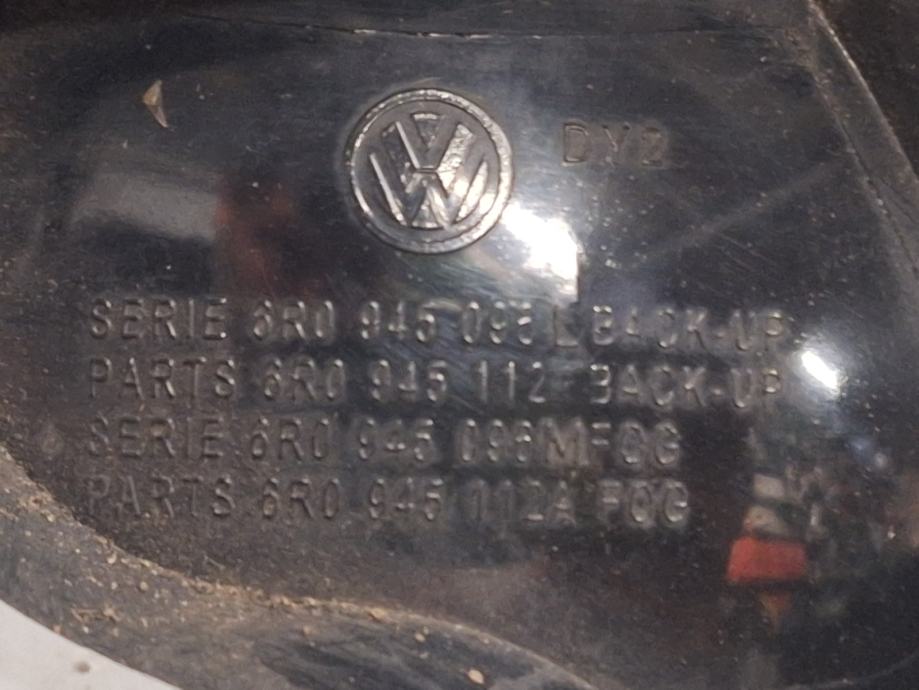 DY2
SERIE 6R0 945 096 L BACK-UP
PARTS 6R0 945 112 BACK-UP
SERIE 6R0 945 096 M FOG
PARTS 6R0 945 112A FOG